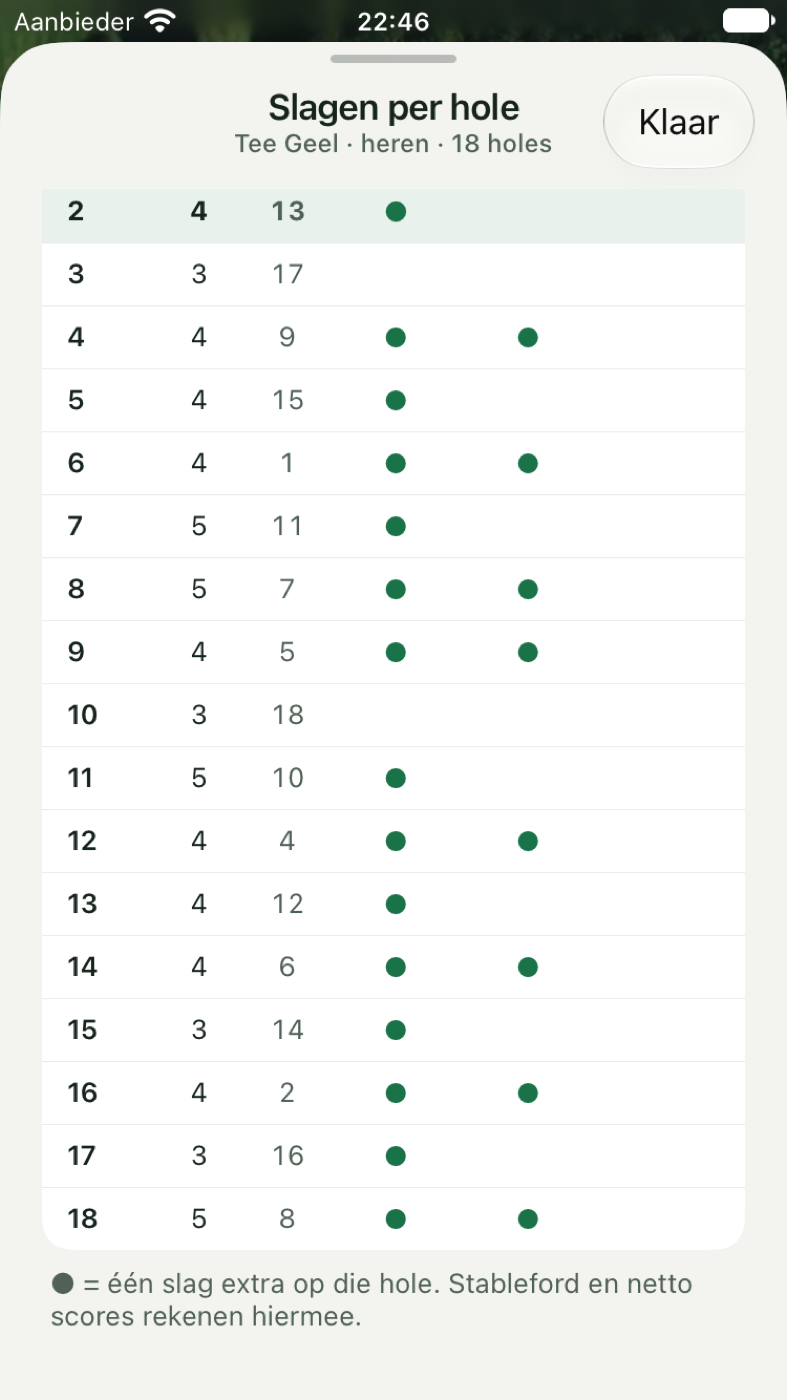 Aanbieder 22:46
Slagen per hole
Klaar
Tee Geel · heren · 18 holes
2 4 13 ●
3 3 17
4 4 9 ● ●
5 4 15 ●
6 4 1 ● ●
7 5 11 ●
8 5 7 ● ●
9 4 5 ● ●
10 3 18
11 5 10 ●
12 4 4 ● ●
13 4 12 ●
14 4 6 ● ●
15 3 14 ●
16 4 2 ● ●
17 3 16 ●
18 5 8 ● ●
● = één slag extra op die hole. Stableford en netto
scores rekenen hiermee.